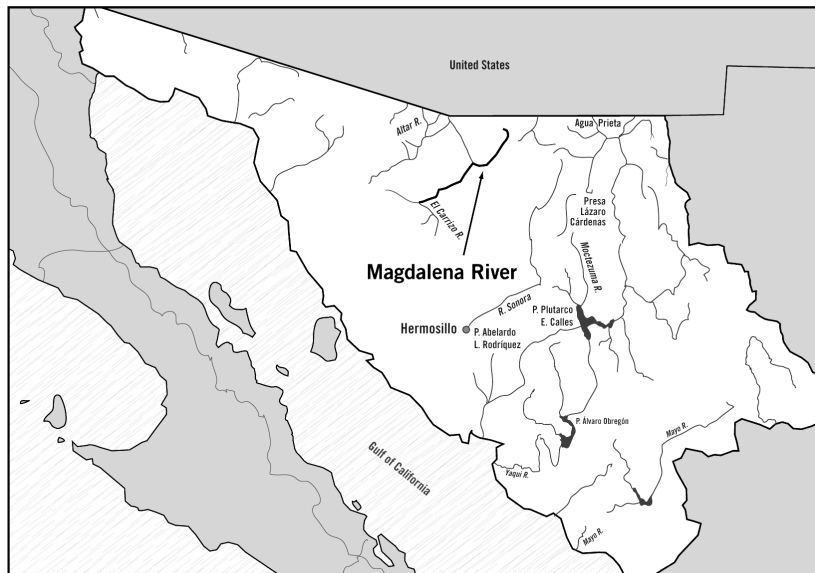 United States
Altar R.
Agua Prieta
El Carrizo R.
Presa
Lázaro
Cárdenas
Moctezuma R.
Magdalena River
R. Sonora
P. Plutarco
E. Calles
Hermosillo
P. Abelardo
L. Rodríquez
P. Álvaro Obregón
Mayo R.
Gulf of California
Yaqui R.
Mayo R.